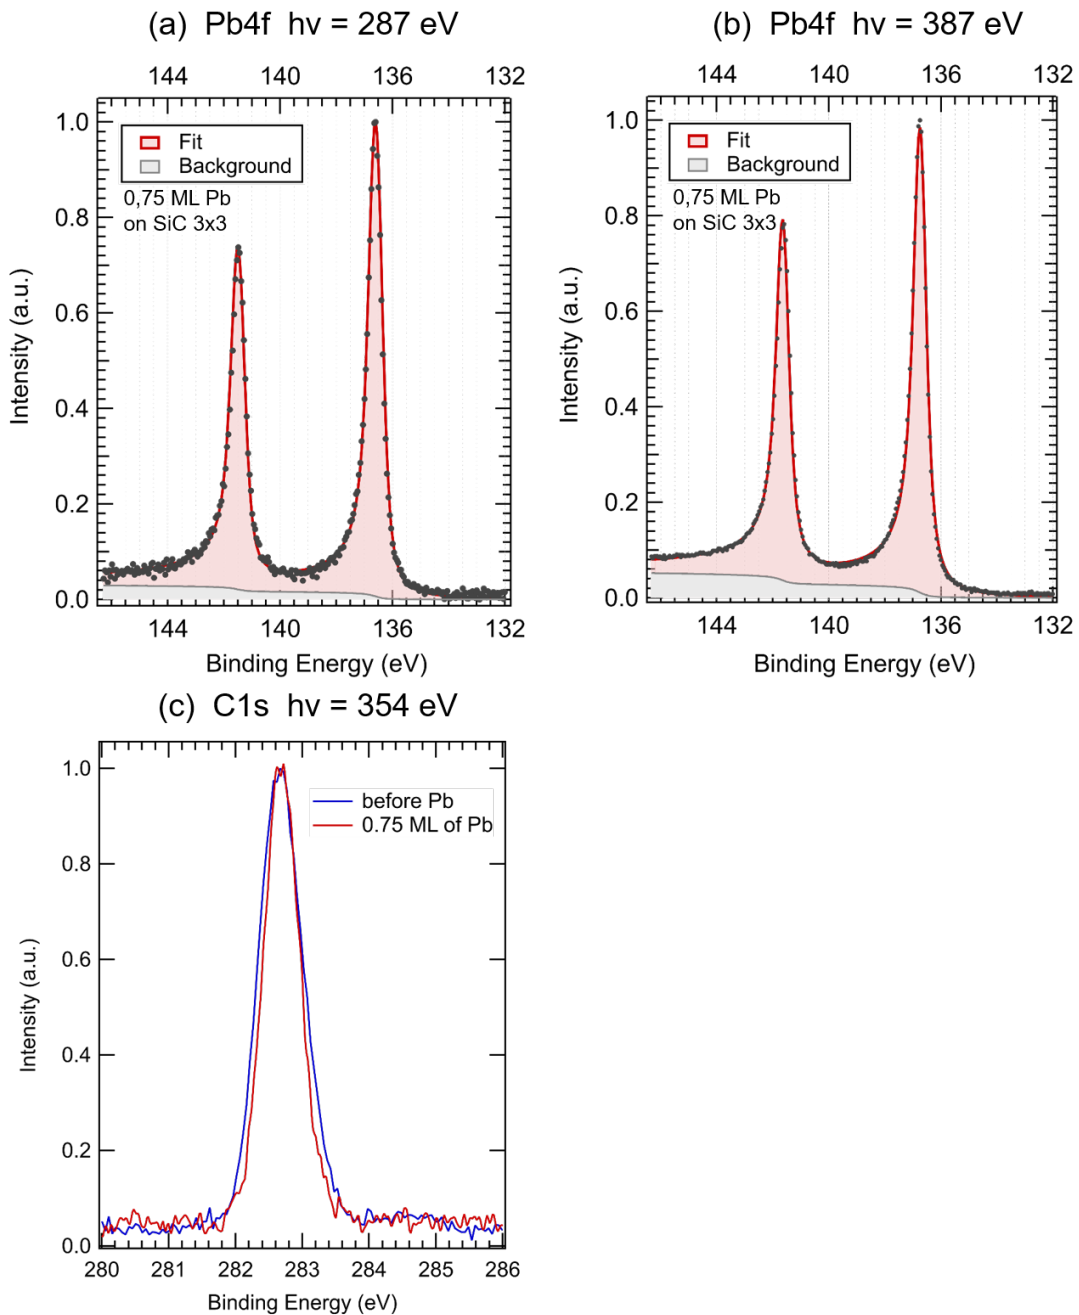 (a) Pb4f hv = 287 eV
144 140 136 132
1.0
0.8
0.6
0.4
0.2
0.0
Intensity (a.u.)
Fit
Background
0,75 ML Pb
on SiC 3x3
144 140 136 132
Binding Energy (eV)
(b) Pb4f hv = 387 eV
144 140 136 132
1.0
0.8
0.6
0.4
0.2
0.0
Intensity (a.u.)
Fit
Background
0,75 ML Pb
on SiC 3x3
144 140 136 132
Binding Energy (eV)
(c) C1s hv = 354 eV
1.0
0.8
0.6
0.4
0.2
0.0
Intensity (a.u.)
before Pb
0.75 ML of Pb
280 281 282 283 284 285 286
Binding Energy (eV)